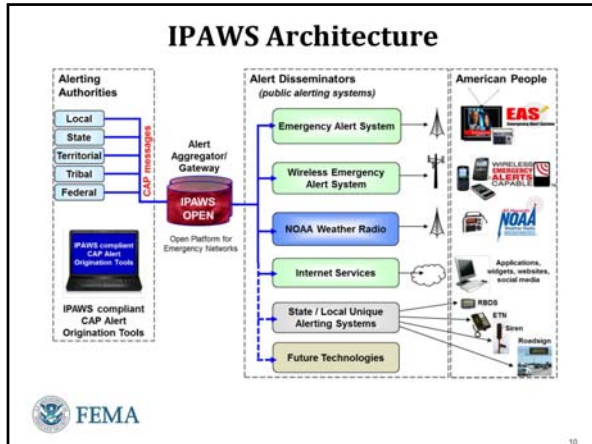 IPAWS Architecture
Alerting
Authorities
Local
State
Territorial
Tribal
Federal
CAP messages
IPAWS compliant
CAP Alert
Origination Tools
IPAWS compliant
CAP Alert
Origination Tools
Alert
Aggregator/
Gateway
IPAWS
OPEN
Open Platform for
Emergency Networks
Alert Disseminators
(public alerting systems)
Emergency Alert System
Wireless Emergency
Alert System
NOAA Weather Radio
Internet Services
State / Local Unique
Alerting Systems
Future Technologies
American People
EAS
Emergency Alert System
WIRELESS
EMERGENCY
ALERTS
CAPABLE
NOAA
Applications,
widgets, websites,
social media
RBDS
ETN
Siren
Roadsign
FEMA
10